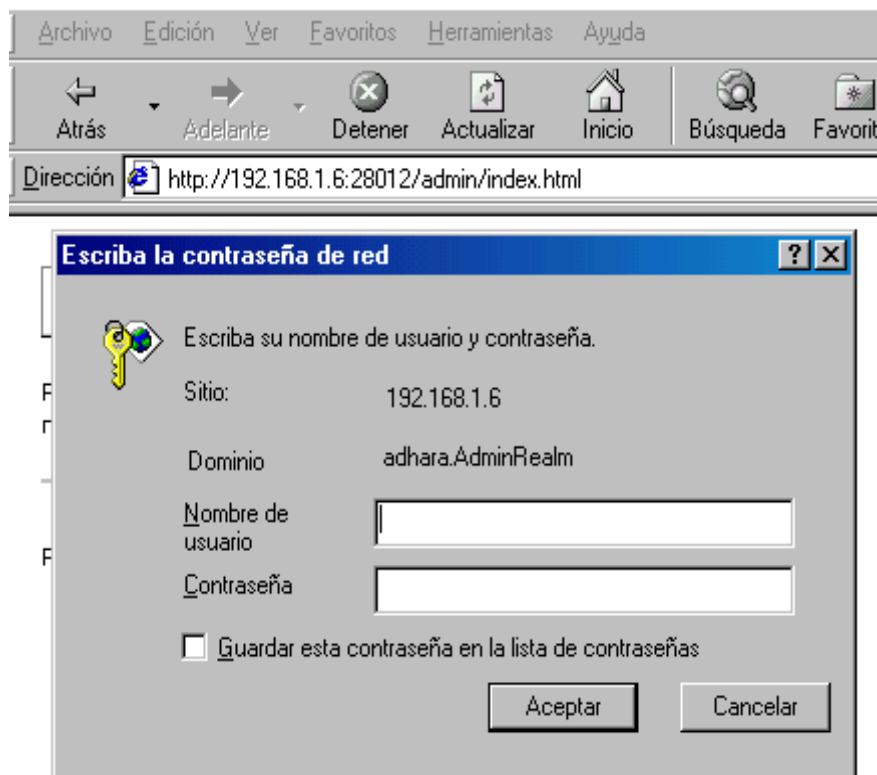 Archivo Edición Ver Favoritos Herramientas Ayuda
Atrás Adelante Detener Actualizar Inicio Búsqueda Favorit
Dirección http://192.168.1.6:28012/admin/index.html
Escriba la contraseña de red
Escriba su nombre de usuario y contraseña.
Sitio: 192.168.1.6
Dominio adhara.AdminRealm
Nombre de
usuario
Contraseña
Guardar esta contraseña en la lista de contraseñas
Aceptar Cancelar